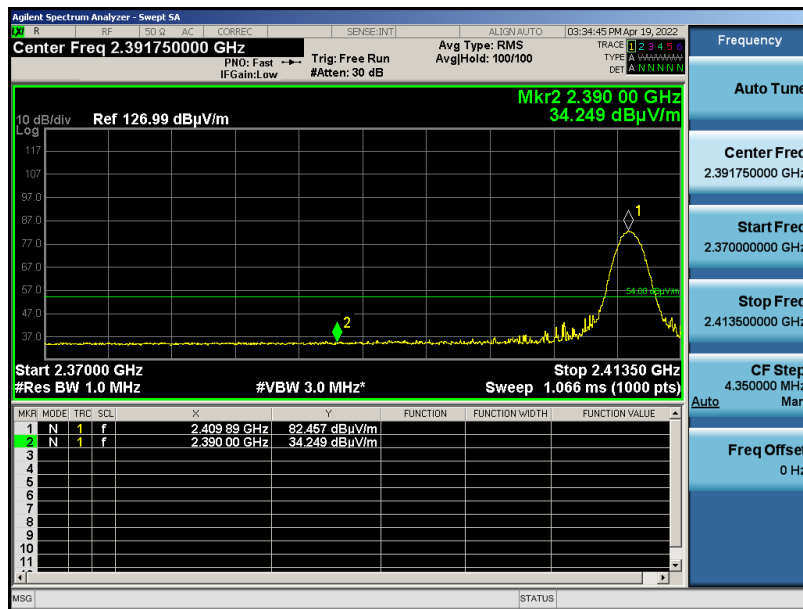 Agilent Spectrum Analyzer - Swept SA
R RF 50 Ω AC CORREC SENSE:INT ALIGNAUTO 03:34:45 PM Apr 19, 2022
Center Freq 2.391750000 GHz
PNO: Fast
IFGain:Low
Trig: Free Run
#Atten: 30 dB
Avg Type: RMS
Avg|Hold: 100/100
TRACE 1 2 3 4 5 6
TYPE A WWWWW
DET A N N N N N
Frequency
Mkr2 2.390 00 GHz
34.249 dBµV/m
10 dB/div Ref 126.99 dBµV/m
Log
117
107
97.0
87.0
77.0
67.0
57.0
47.0
37.0
1
2
54.00 dBµV/m
Start 2.37000 GHz Stop 2.41350 GHz
#Res BW 1.0 MHz #VBW 3.0 MHz* Sweep 1.066 ms (1000 pts)
MKR MODE TRC SCL X Y FUNCTION FUNCTION WIDTH FUNCTION VALUE
1 N 1 f 2.409 89 GHz 82.457 dBµV/m
2 N 1 f 2.390 00 GHz 34.249 dBµV/m
3
4
5
6
7
8
9
10
11
Auto Tune
Center Freq
2.391750000 GHz
Start Freq
2.370000000 GHz
Stop Freq
2.413500000 GHz
CF Step
4.350000 MHz
Auto Man
Freq Offset
0 Hz
MSG STATUS